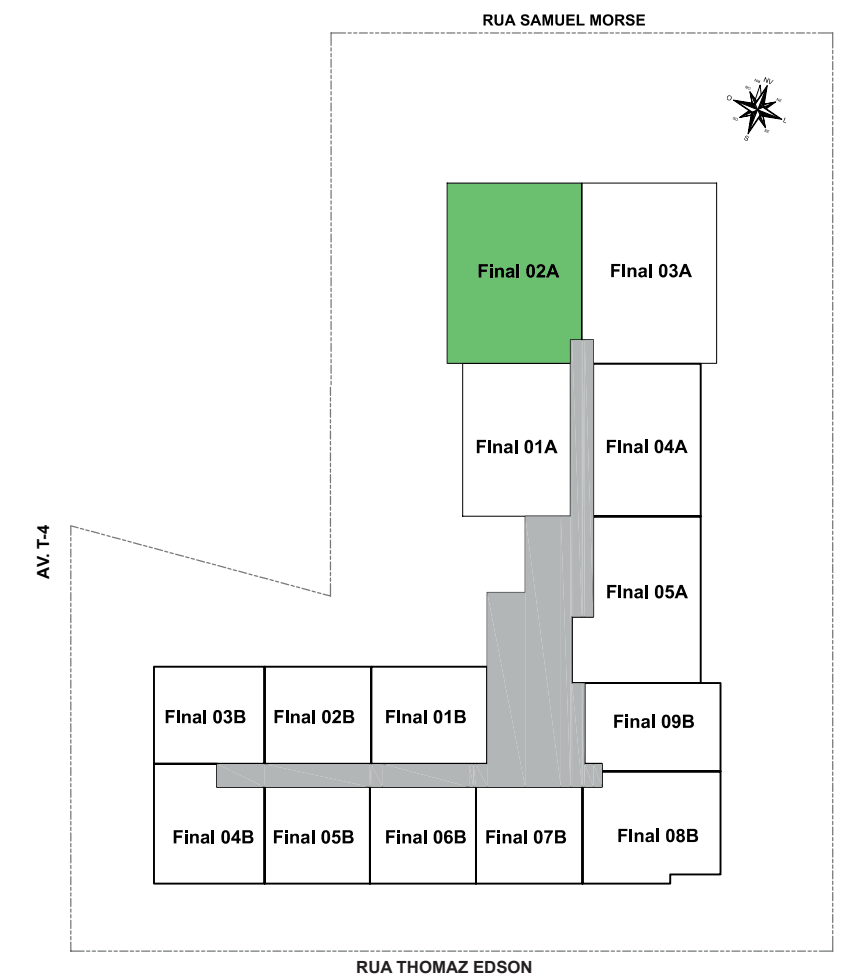 RUA SAMUEL MORSE
NV
O
L
S
Final 02A
FInal 03A
FInal 01A
FInal 04A
AV. T-4
FInal 05A
FInal 03B
FInal 02B
FInal 01B
Final 09B
Final 04B
Final 05B
Final 06B
Final 07B
FInal 08B
RUA THOMAZ EDSON